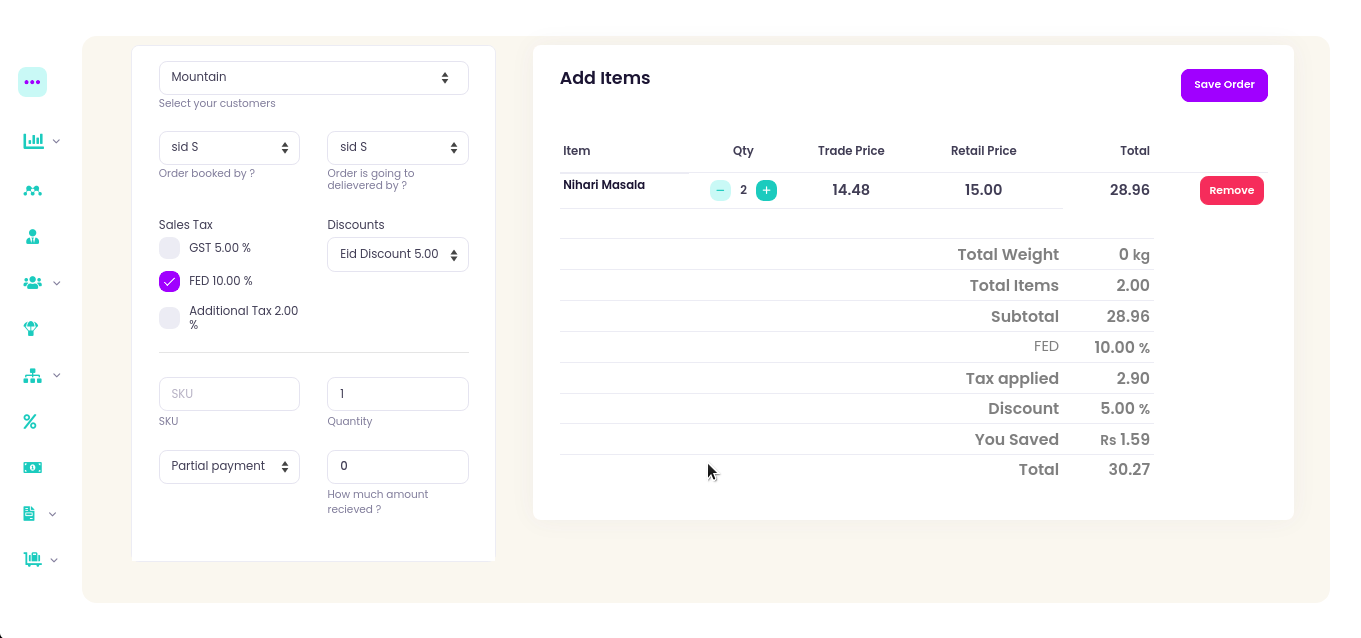 Mountain
Select your customers
sid S
sid S
Order booked by ?
Order is going to
delievered by ?
Sales Tax
Discounts
GST 5.00 %
Eid Discount 5.00
FED 10.00 %
Additional Tax 2.00
%
SKU
1
SKU
Quantity
Partial payment
0
How much amount
recieved ?
Add Items
Save Order
Item Qty Trade Price Retail Price Total
Nihari Masala − 2 + 14.48 15.00 28.96 Remove
Total Weight 0 kg
Total Items 2.00
Subtotal 28.96
FED 10.00 %
Tax applied 2.90
Discount 5.00 %
You Saved Rs 1.59
Total 30.27